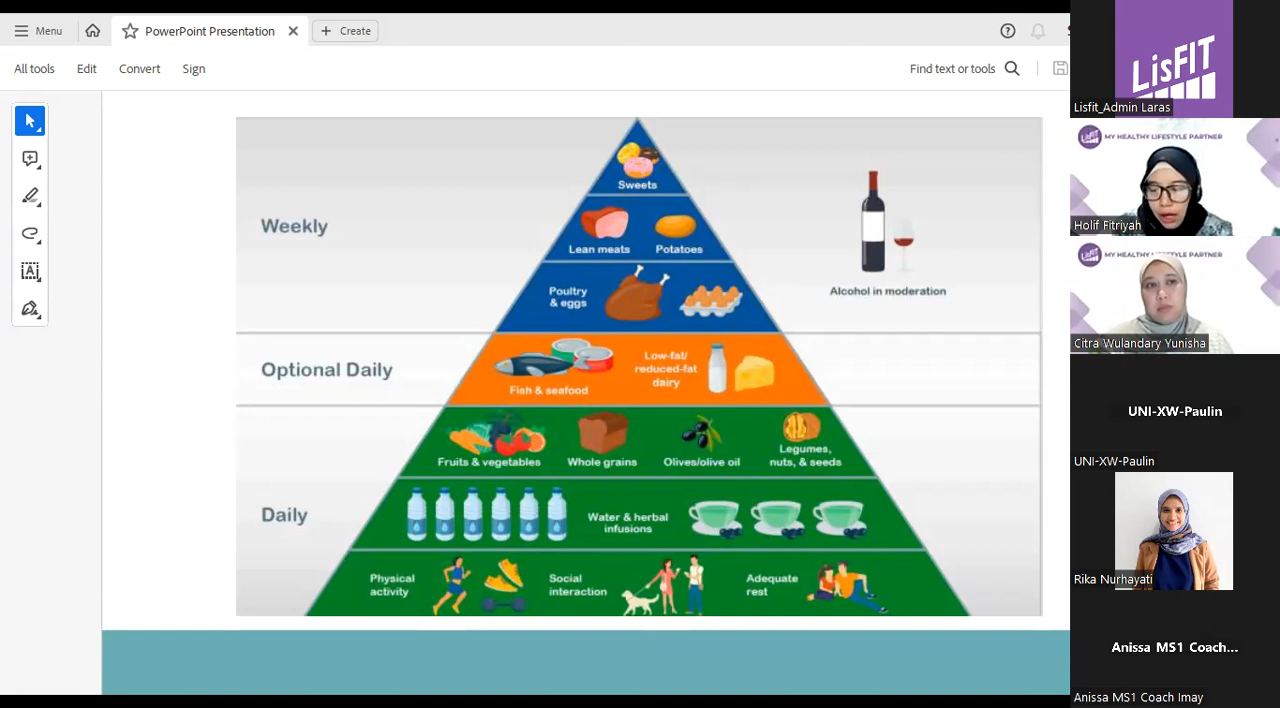 Menu
PowerPoint Presentation
Create
All tools
Edit
Convert
Sign
Find text or tools
Weekly
Sweets
Lean meats
Potatoes
Poultry
& eggs
Alcohol in moderation
Optional Daily
Fish & seafood
Low-fat/
reduced-fat
dairy
Daily
Fruits & vegetables
Whole grains
Olives/olive oil
Legumes,
nuts, & seeds
Water & herbal
infusions
Physical
activity
Social
interaction
Adequate
rest
LisFIT
Lisfit_Admin Laras
LisFIT
MY HEALTHY LIFESTYLE PARTNER
Holif Fitriyah
LisFIT
MY HEALTHY LIFESTYLE PARTNER
Citra Wulandary Yunisha
UNI-XW-Paulin
UNI-XW-Paulin
Rika Nurhayati
Anissa MS1 Coach...
Anissa MS1 Coach Imay